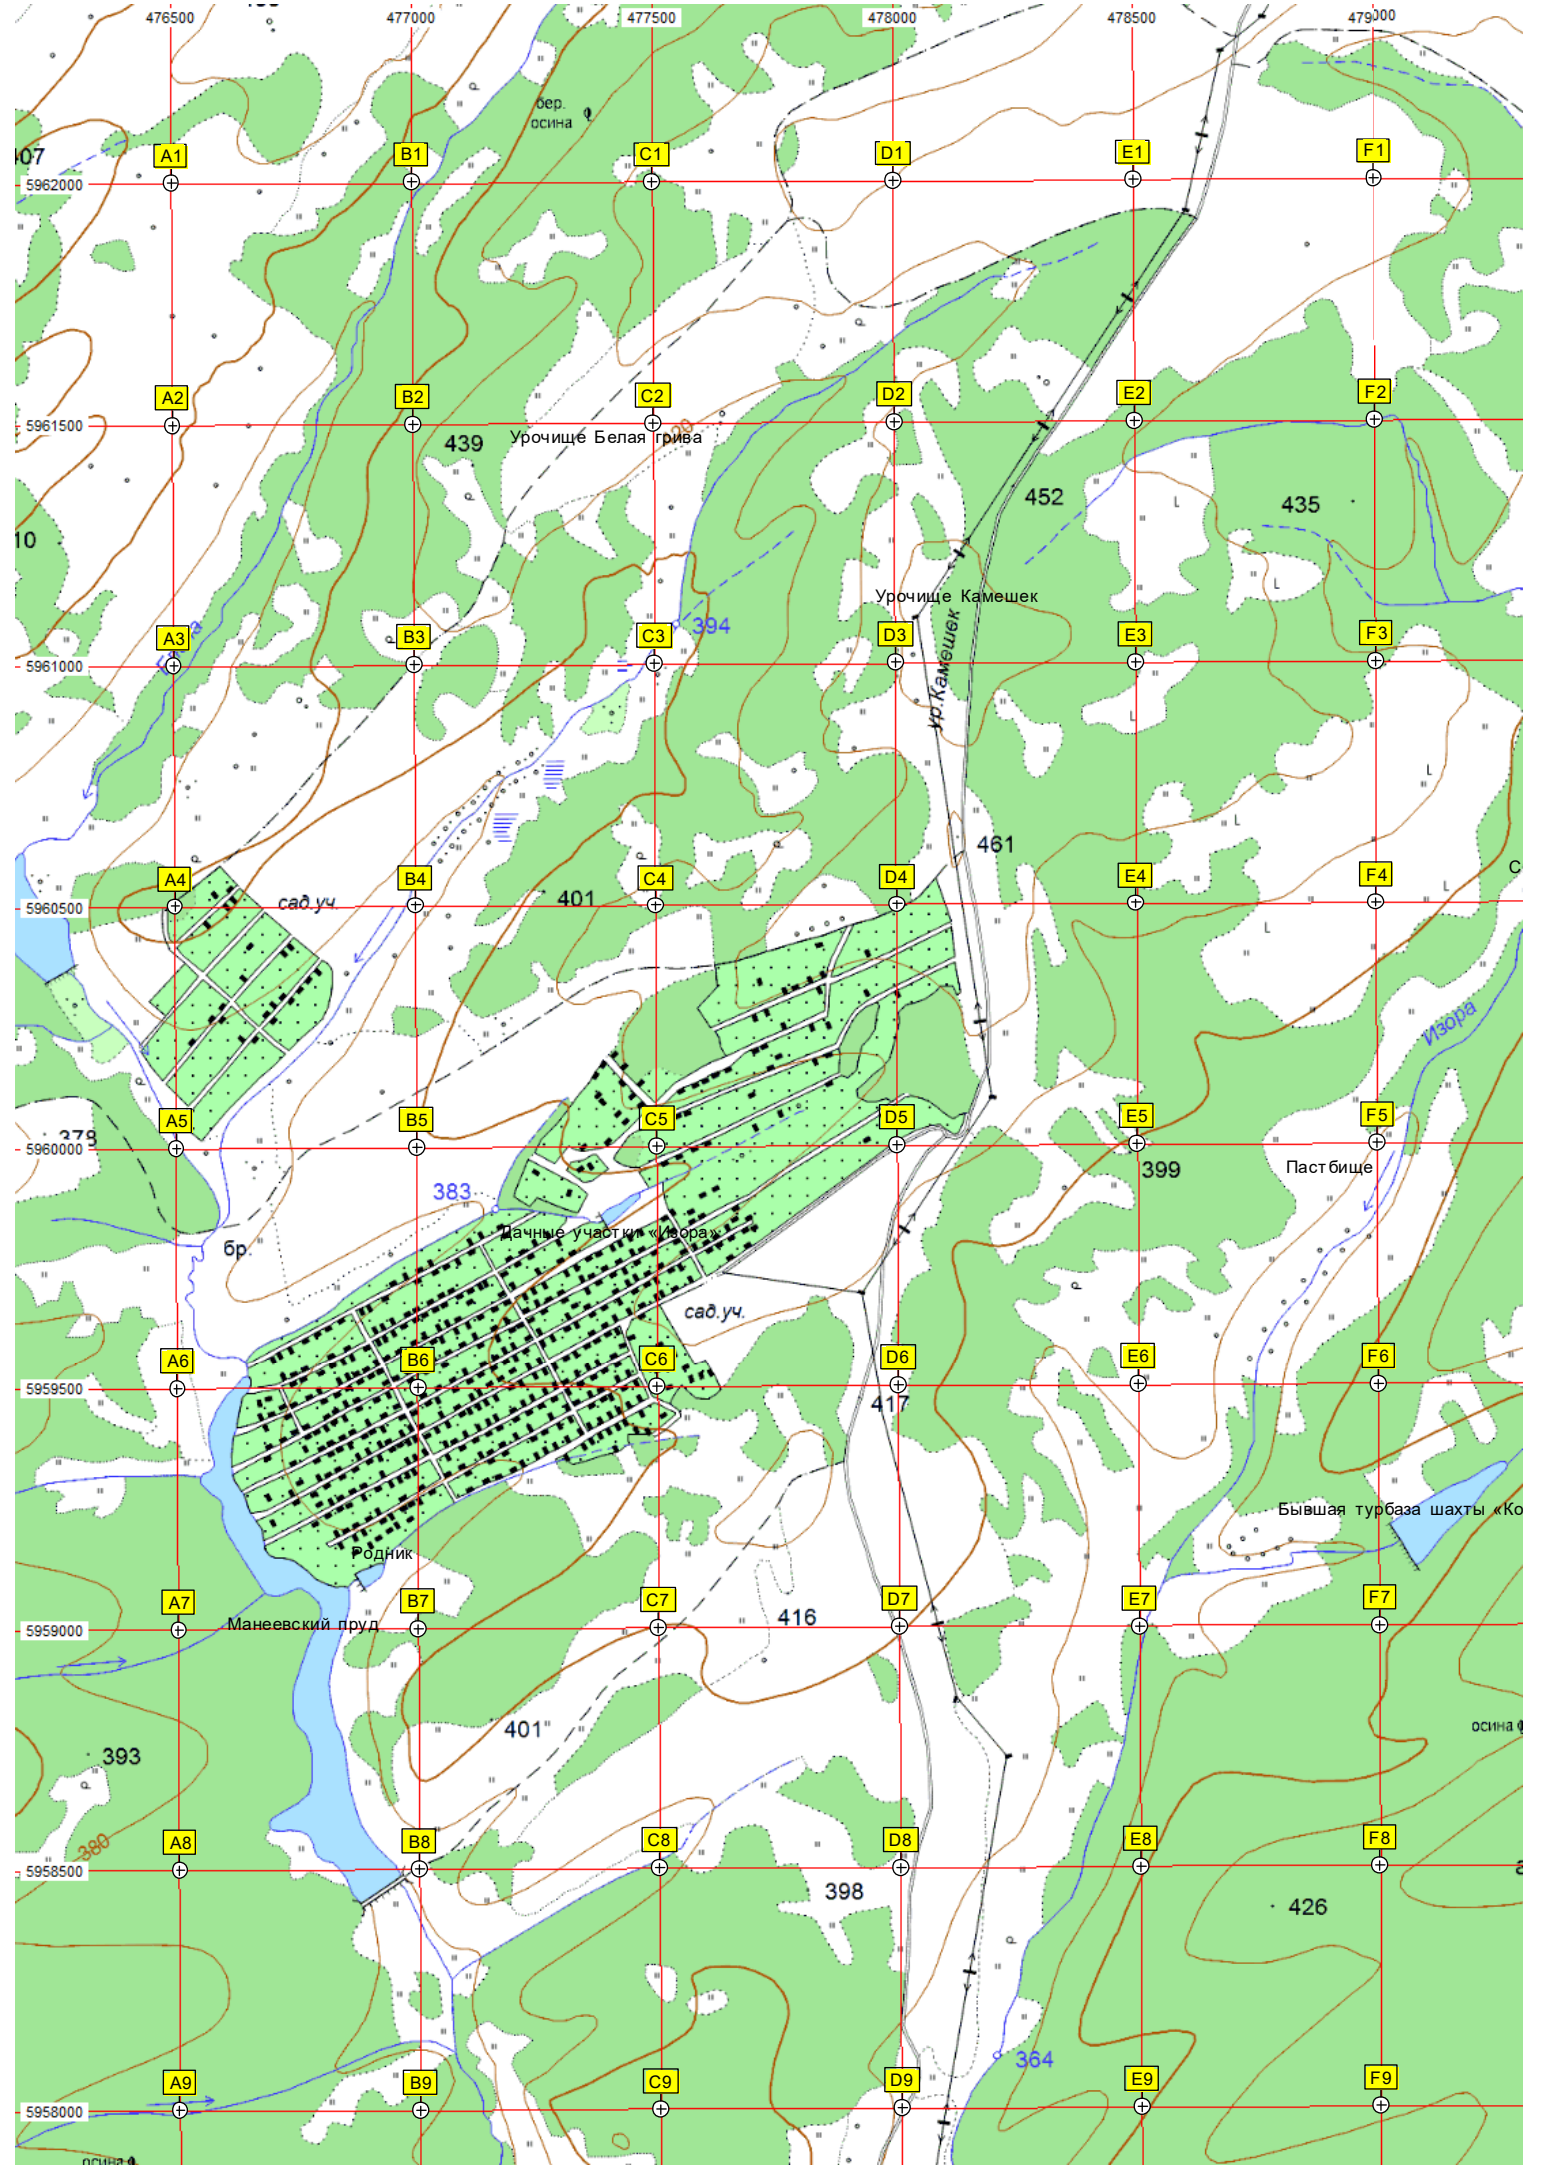 476500 477000 477500 478000 478500 479000
бер.
осина
407
A1 B1 C1 D1 E1 F1
5962000
A2 B2 C2 D2 E2 F2
5961500
439 Урочище Белая грива
452 435
10
Урочище Камешек
394
A3 B3 C3 D3 E3 F3
5961000
ур.Камешек
461
A4 B4 C4 D4 E4 F4
сад.уч. 401
5960500
Изора
A5 B5 C5 D5 E5 F5
378
5960000
399 Пастбище
383
Дачные участки «Изора»
бр.
сад.уч.
A6 B6 C6 D6 E6 F6
5959500
417
Бывшая турбаза шахты «Ко
Родник
A7 B7 C7 D7 E7 F7
Манеевский пруд 416
5959000
401
осина
393
A8 B8 C8 D8 E8 F8
380
5958500
398 426
364
A9 B9 C9 D9 E9 F9
5958000
осина